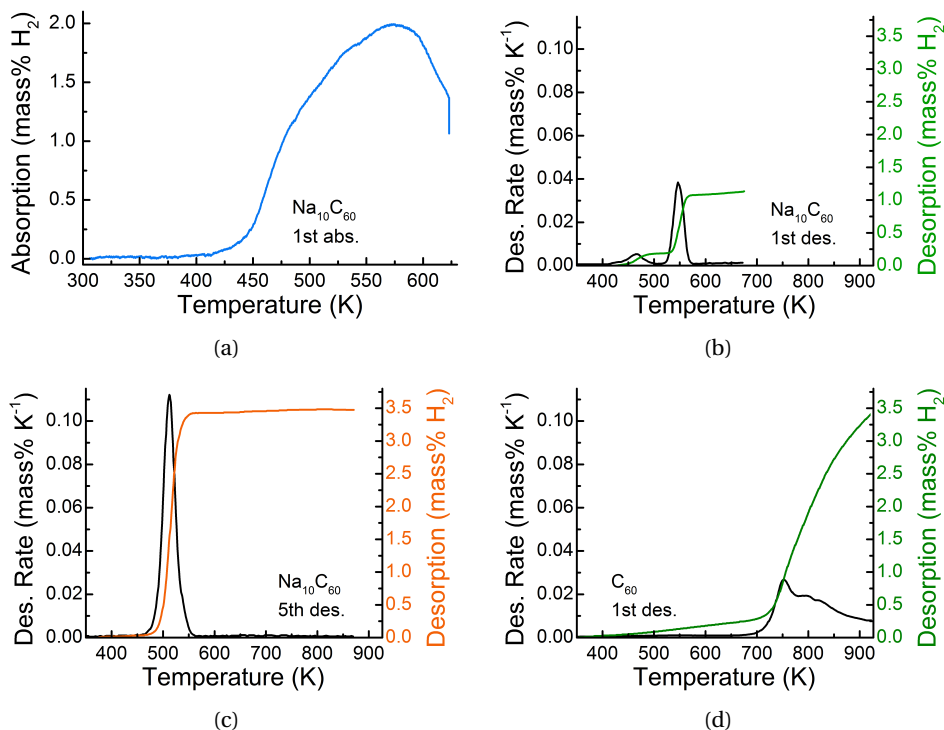 Absorption (mass% H₂)
2.0
1.5
1.0
0.5
0.0
Na₁₀C₆₀
1st abs.
300 350 400 450 500 550 600
Temperature (K)
(a)
Des. Rate (mass% K⁻¹)
0.10
0.08
0.06
0.04
0.02
0.00
Na₁₀C₆₀
1st des.
3.5
3.0
2.5
2.0
1.5
1.0
0.5
0.0
Desorption (mass% H₂)
400 500 600 700 800 900
Temperature (K)
(b)
Des. Rate (mass% K⁻¹)
0.10
0.08
0.06
0.04
0.02
0.00
Na₁₀C₆₀
5th des.
3.5
3.0
2.5
2.0
1.5
1.0
0.5
0.0
Desorption (mass% H₂)
400 500 600 700 800 900
Temperature (K)
(c)
Des. Rate (mass% K⁻¹)
0.10
0.08
0.06
0.04
0.02
0.00
C₆₀
1st des.
3.5
3.0
2.5
2.0
1.5
1.0
0.5
0.0
Desorption (mass% H₂)
400 500 600 700 800 900
Temperature (K)
(d)